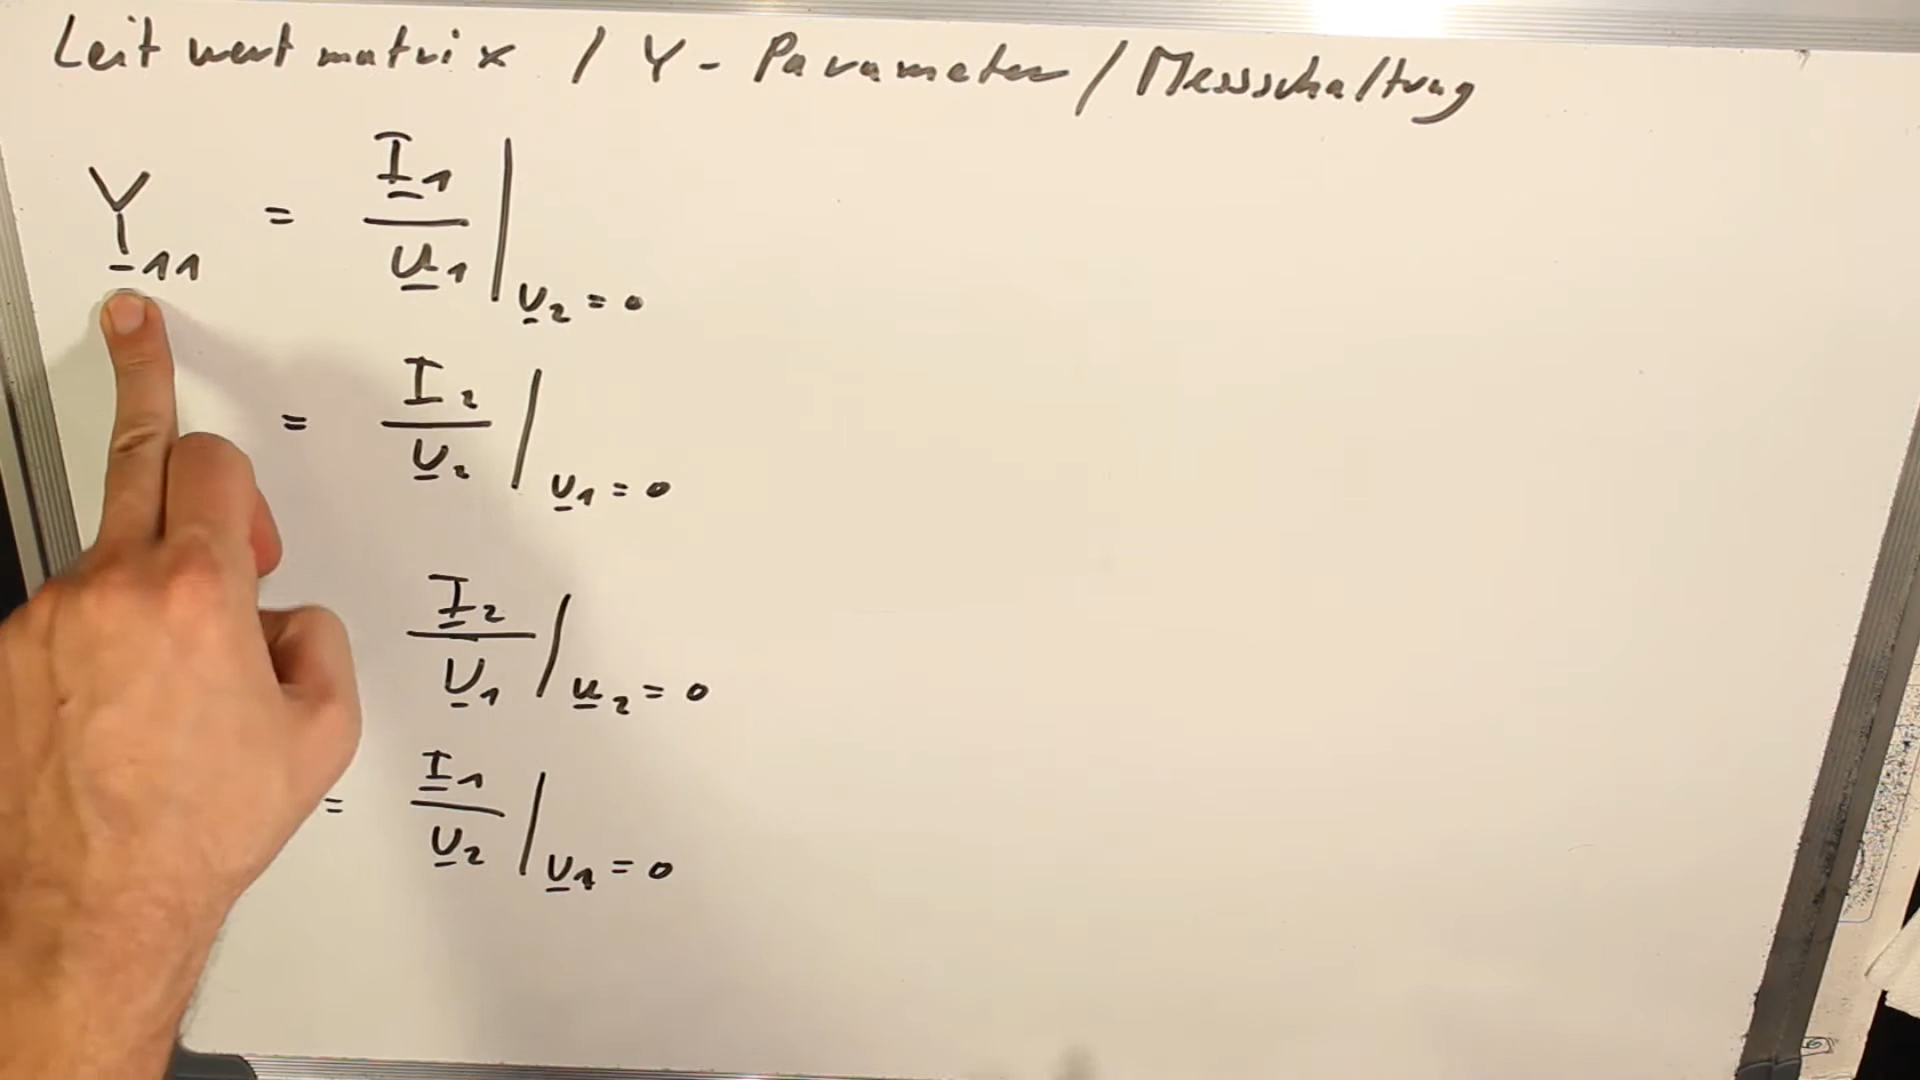 Leitwertmatrix / Y-Parameter / Messschaltung
Y11 = I1 / U1 | U2 = 0
= I2 / U2 | U1 = 0
I2 / U1 | U2 = 0
= I1 / U2 | U1 = 0